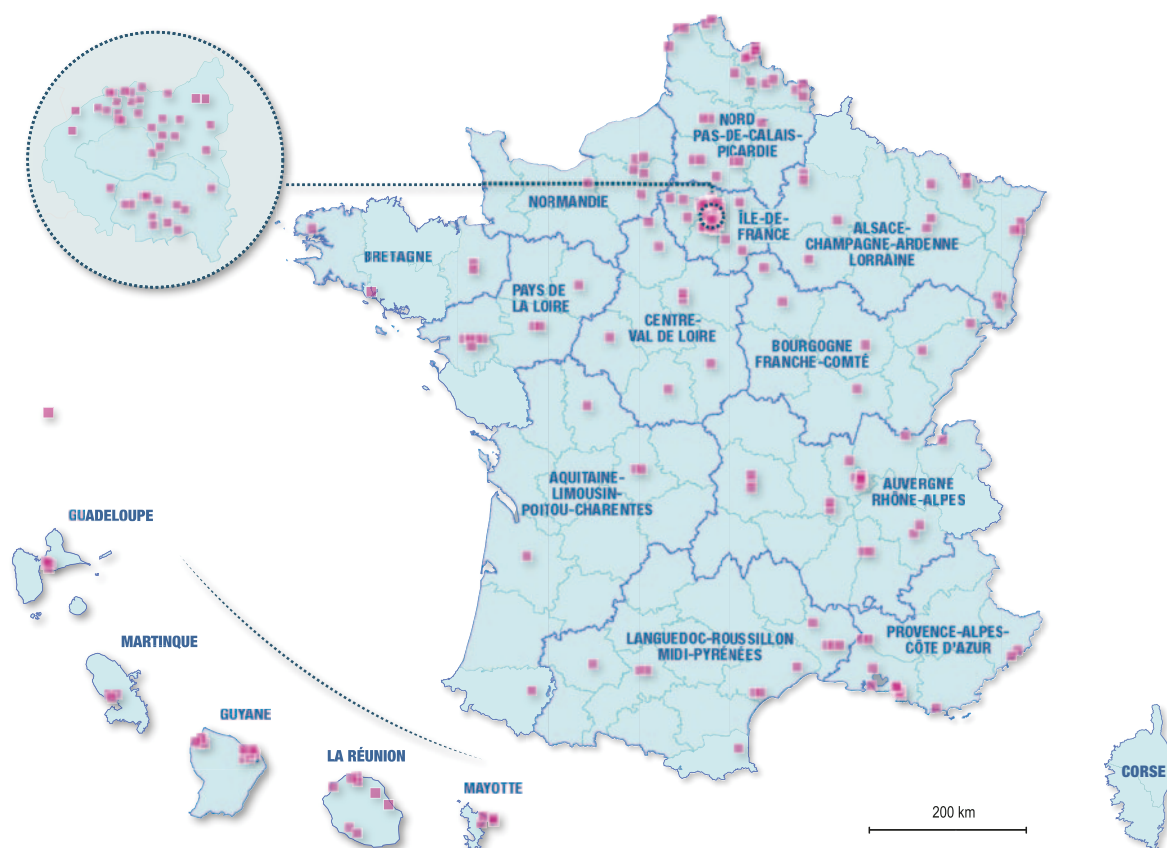 NORD
PAS-DE-CALAIS-
PICARDIE
NORMANDIE
ÎLE-DE-
FRANCE
ALSACE-
CHAMPAGNE-ARDENNE
LORRAINE
BRETAGNE
PAYS DE
LA LOIRE
CENTRE-
VAL DE LOIRE
BOURGOGNE
FRANCHE-COMTÉ
AQUITAINE-
LIMOUSIN-
POITOU-CHARENTES
AUVERGNE
RHÔNE-ALPES
LANGUEDOC-ROUSSILLON
MIDI-PYRÉNÉES
PROVENCE-ALPES-
CÔTE D'AZUR
GUADELOUPE
MARTINQUE
GUYANE
LA RÉUNION
MAYOTTE
CORSE
200 km